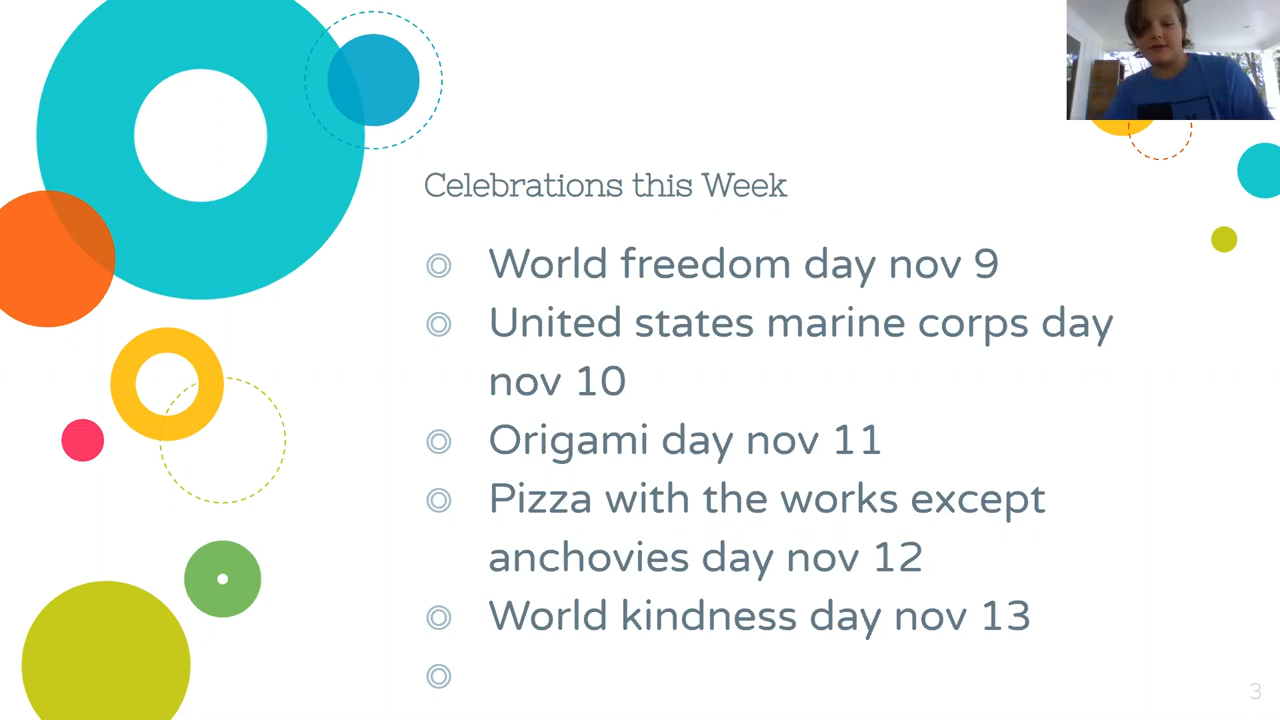 Celebrations this Week
World freedom day nov 9
United states marine corps day
nov 10
Origami day nov 11
Pizza with the works except
anchovies day nov 12
World kindness day nov 13
3